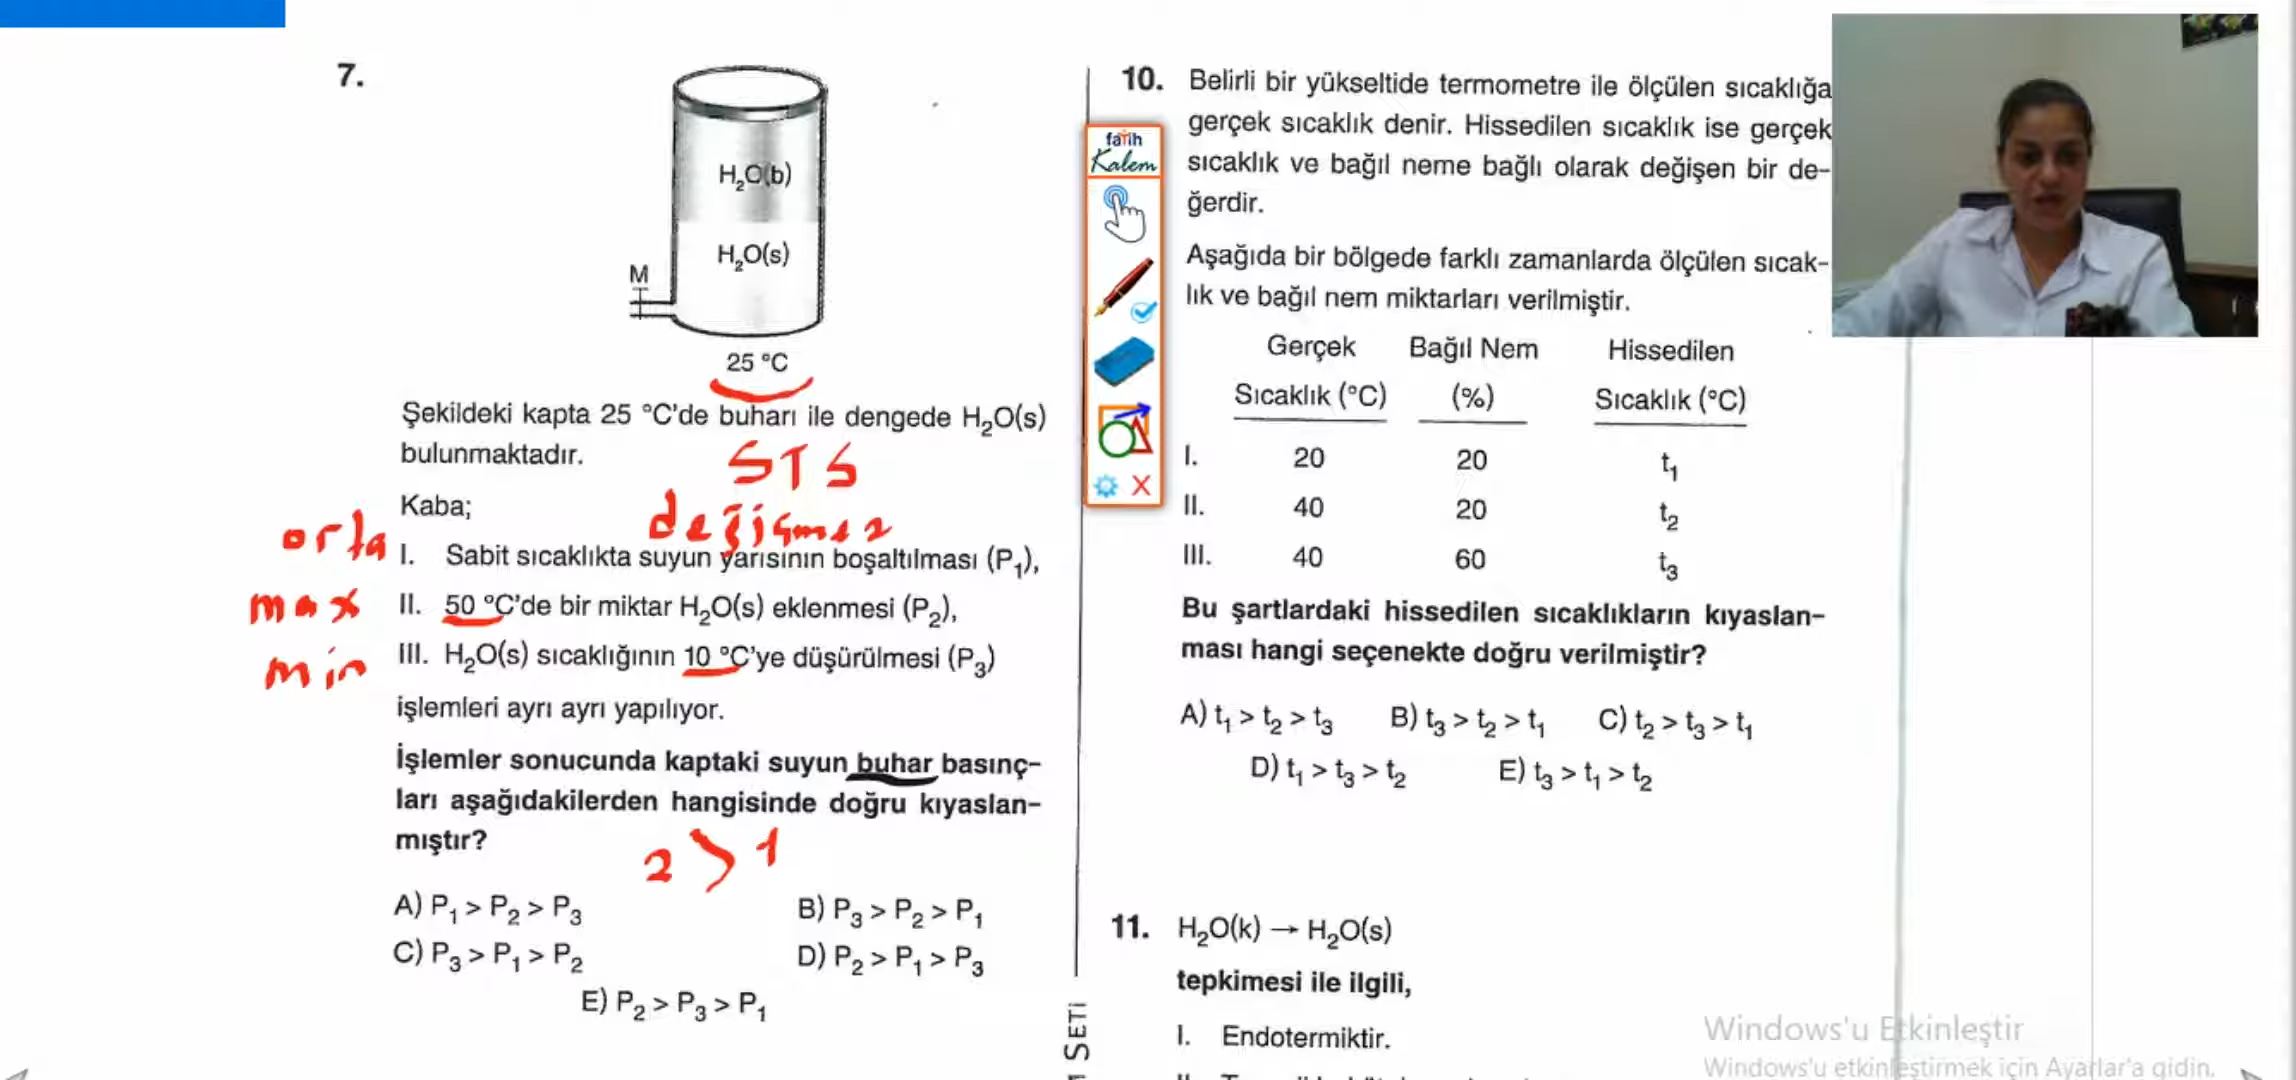 7.
H₂O(b)
H₂O(s)
M
25 °C
Şekildeki kapta 25 °C'de buharı ile dengede H₂O(s)
bulunmaktadır.
STS
Kaba;
değişmez
orta
I. Sabit sıcaklıkta suyun yarısının boşaltılması (P₁),
max
II. 50 °C'de bir miktar H₂O(s) eklenmesi (P₂),
min
III. H₂O(s) sıcaklığının 10 °C'ye düşürülmesi (P₃)
işlemleri ayrı ayrı yapılıyor.
İşlemler sonucunda kaptaki suyun buhar basınç-
ları aşağıdakilerden hangisinde doğru kıyaslan-
mıştır?
2 > 1
A) P₁ > P₂ > P₃
B) P₃ > P₂ > P₁
C) P₃ > P₁ > P₂
D) P₂ > P₁ > P₃
E) P₂ > P₃ > P₁
fatih
Kalem
10. Belirli bir yükseltide termometre ile ölçülen sıcaklığa
gerçek sıcaklık denir. Hissedilen sıcaklık ise gerçek
sıcaklık ve bağıl neme bağlı olarak değişen bir de-
ğerdir.
Aşağıda bir bölgede farklı zamanlarda ölçülen sıcak-
lık ve bağıl nem miktarları verilmiştir.
Gerçek Bağıl Nem Hissedilen
Sıcaklık (°C) (%) Sıcaklık (°C)
I. 20 20 t₁
II. 40 20 t₂
III. 40 60 t₃
Bu şartlardaki hissedilen sıcaklıkların kıyaslan-
ması hangi seçenekte doğru verilmiştir?
A) t₁ > t₂ > t₃ B) t₃ > t₂ > t₁ C) t₂ > t₃ > t₁
D) t₁ > t₃ > t₂ E) t₃ > t₁ > t₂
11. H₂O(k) → H₂O(s)
tepkimesi ile ilgili,
I. Endotermiktir.
SETİ
Windows'u Etkinleştir
Windows'u etkinleştirmek için Ayarlar'a gidin.